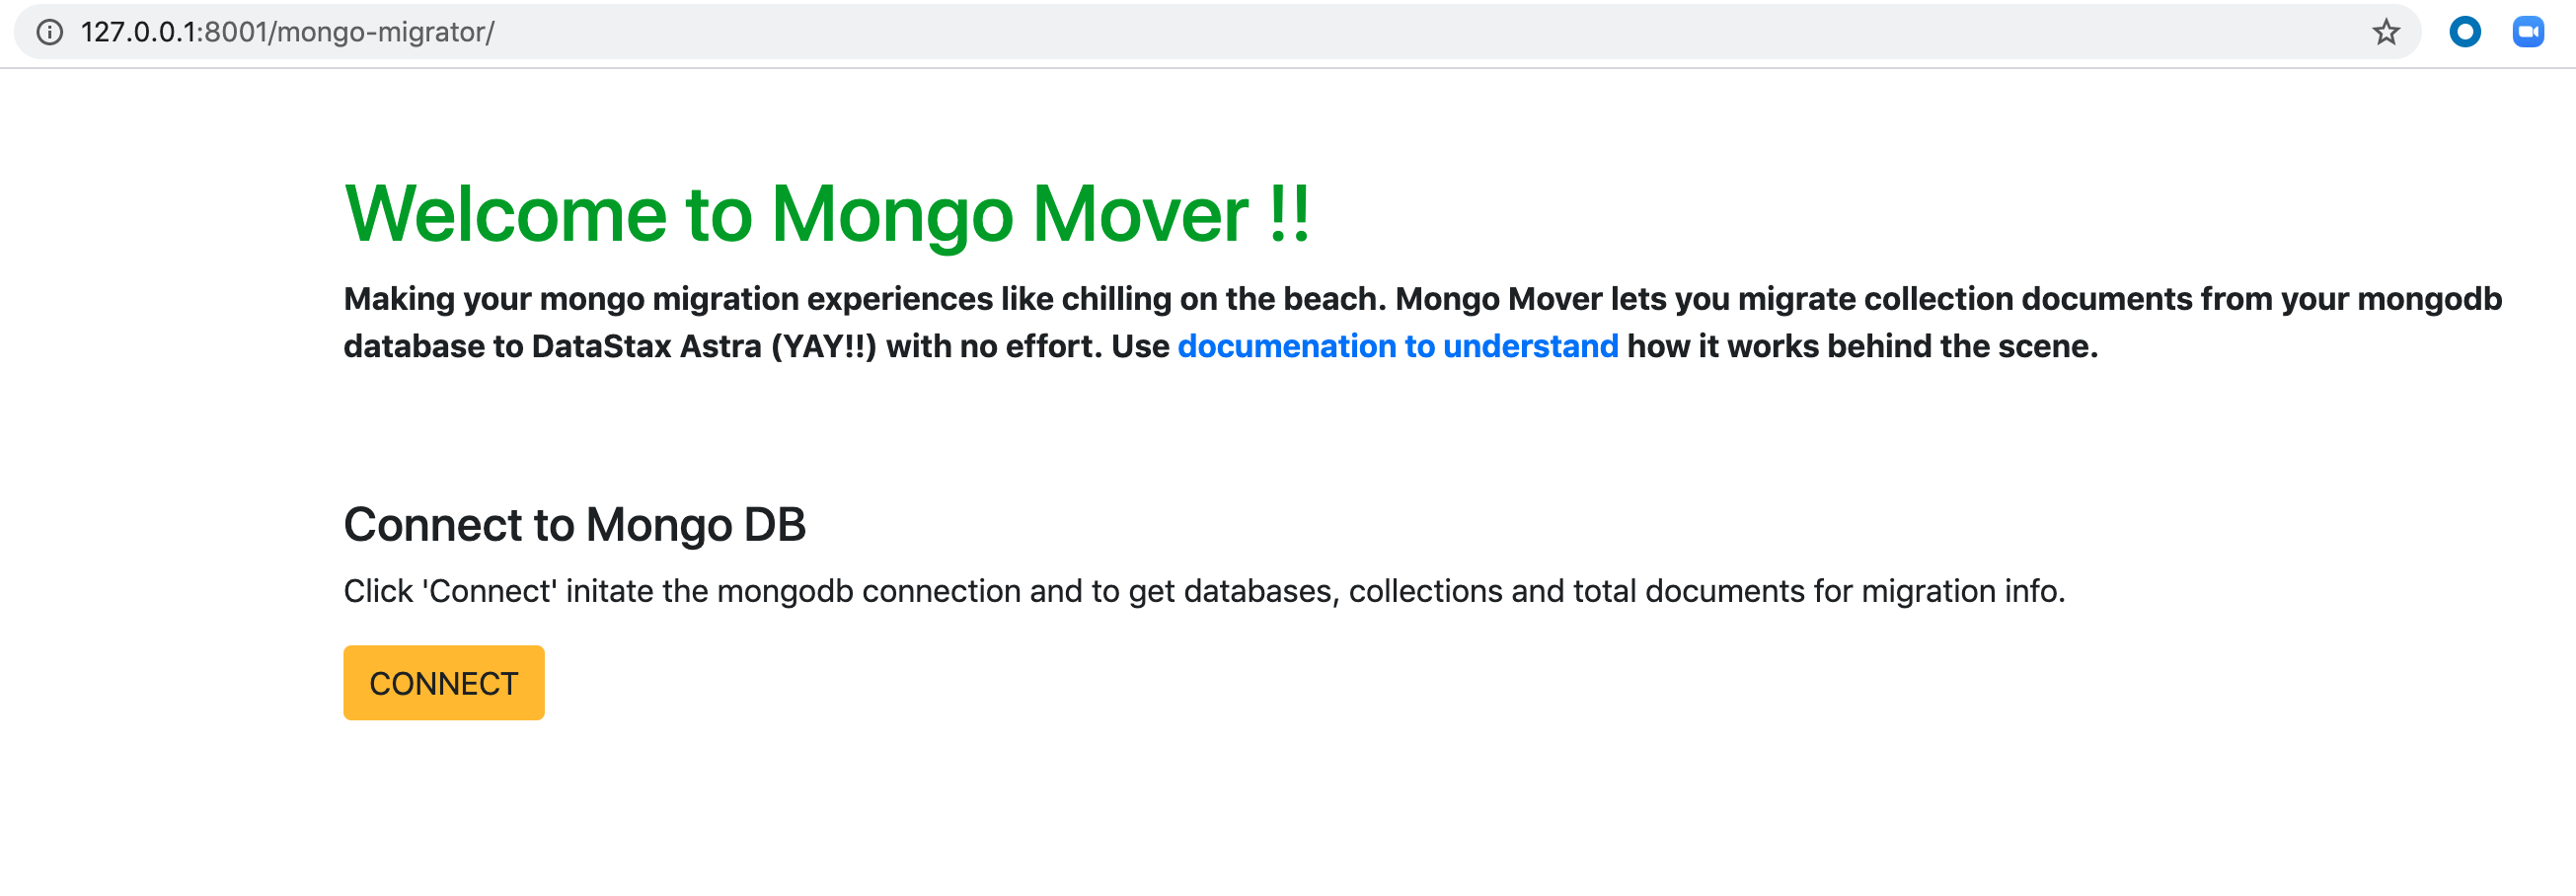 127.0.0.1:8001/mongo-migrator/
Welcome to Mongo Mover !!
Making your mongo migration experiences like chilling on the beach. Mongo Mover lets you migrate collection documents from your mongodb
database to DataStax Astra (YAY!!) with no effort. Use documenation to understand how it works behind the scene.
Connect to Mongo DB
Click 'Connect' initate the mongodb connection and to get databases, collections and total documents for migration info.
CONNECT